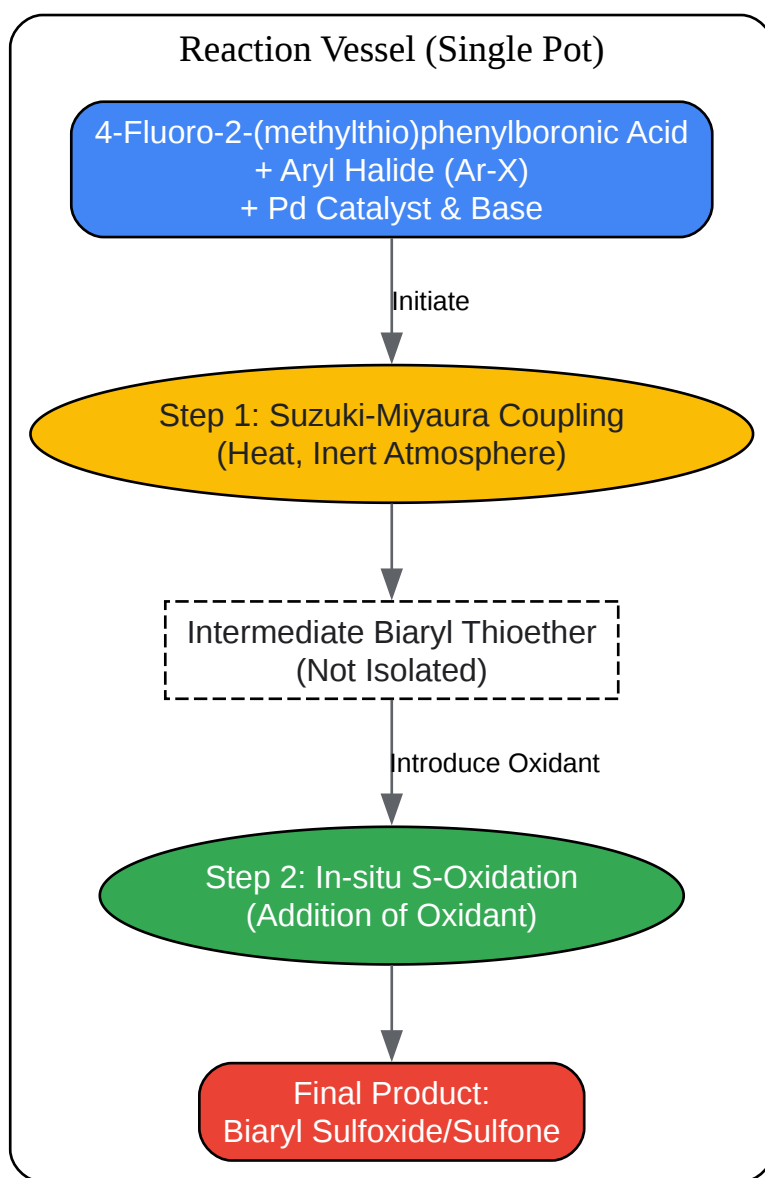 Reaction Vessel (Single Pot)
4-Fluoro-2-(methylthio)phenylboronic Acid
+ Aryl Halide (Ar-X)
+ Pd Catalyst & Base
Initiate
Step 1: Suzuki-Miyaura Coupling
(Heat, Inert Atmosphere)
Intermediate Biaryl Thioether
(Not Isolated)
Introduce Oxidant
Step 2: In-situ S-Oxidation
(Addition of Oxidant)
Final Product:
Biaryl Sulfoxide/Sulfone